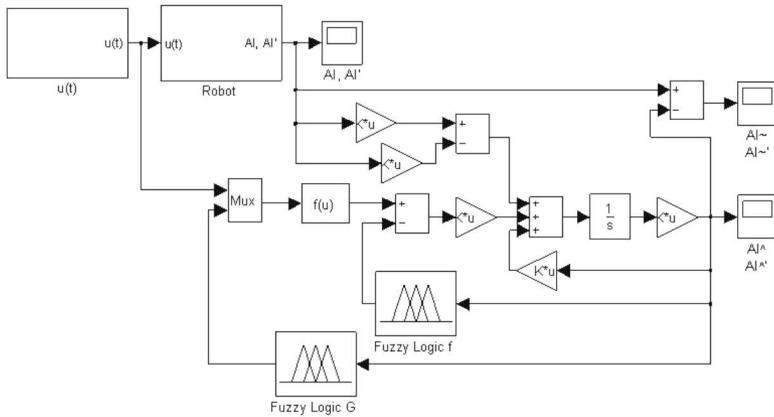 u(t)
u(t)
u(t)
Al, Al'
Robot
Al, Al'
<*u
<*u
+
−
+
−
Al~
Al~'
Mux
f(u)
+
−
<*u
+
+
+
1
s
<*u
Al^
Al^'
K*u
Fuzzy Logic f
Fuzzy Logic G